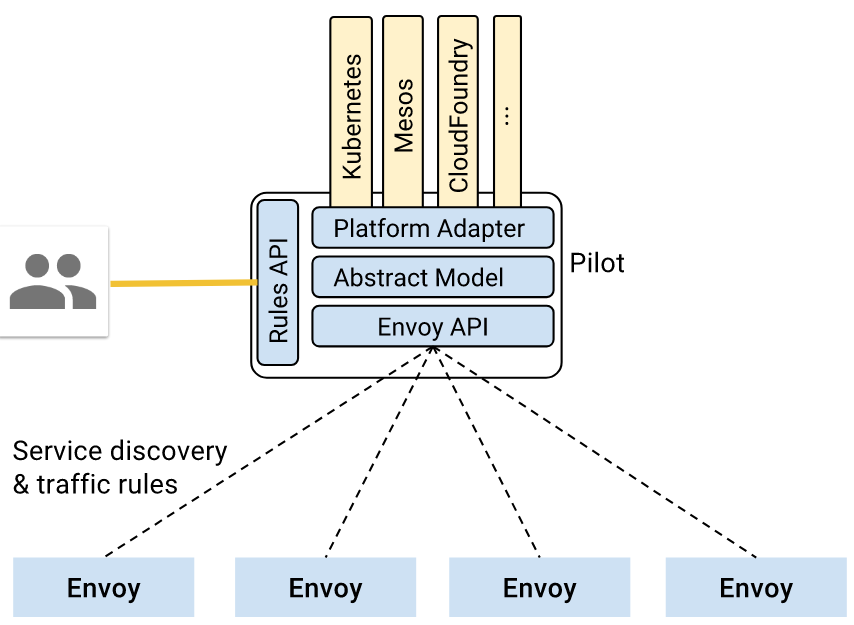 Kubernetes
Mesos
CloudFoundry
...
Rules API
Platform Adapter
Abstract Model
Envoy API
Pilot
Service discovery
& traffic rules
Envoy
Envoy
Envoy
Envoy